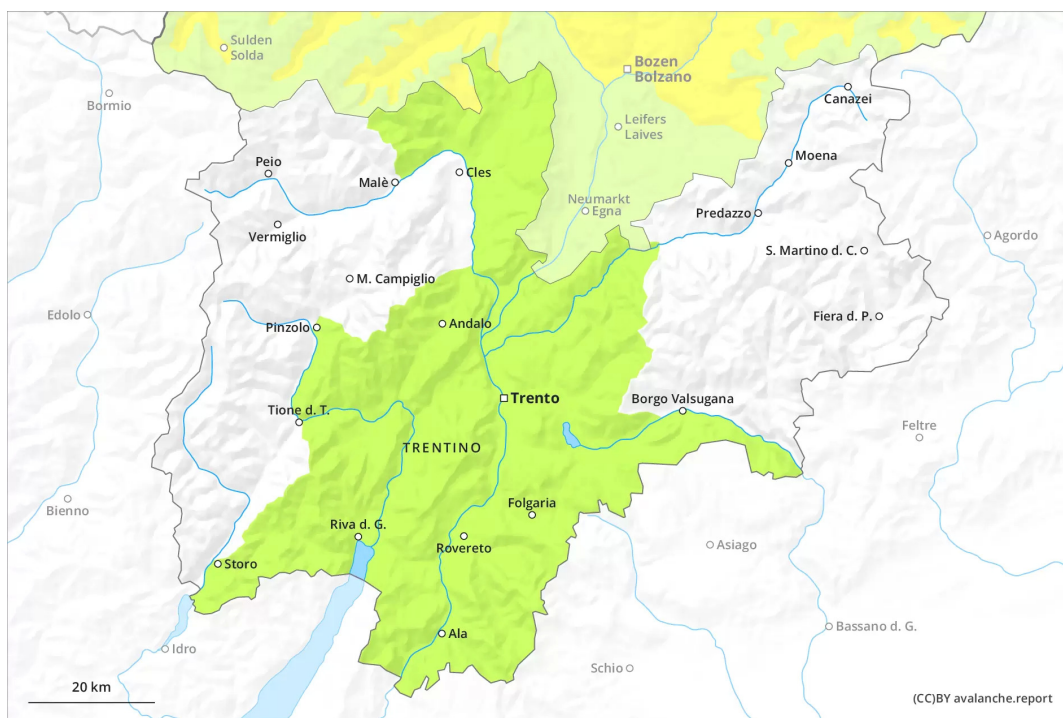 Sulden
Solda
Bozen
Bolzano
Bormio
Canazei
Leifers
Laives
Moena
Peio
Malè
Cles
Neumarkt
Egna
Predazzo
Vermiglio
S. Martino d. C.
Agordo
M. Campiglio
Edolo
Pinzolo
Andalo
Fiera d. P.
Trento
Borgo Valsugana
Tione d. T.
Feltre
TRENTINO
Bienno
Folgaria
Riva d. G.
Rovereto
Asiago
Storo
Ala
Bassano d. G.
Idro
Schio
20 km
(CC)BY avalanche.report